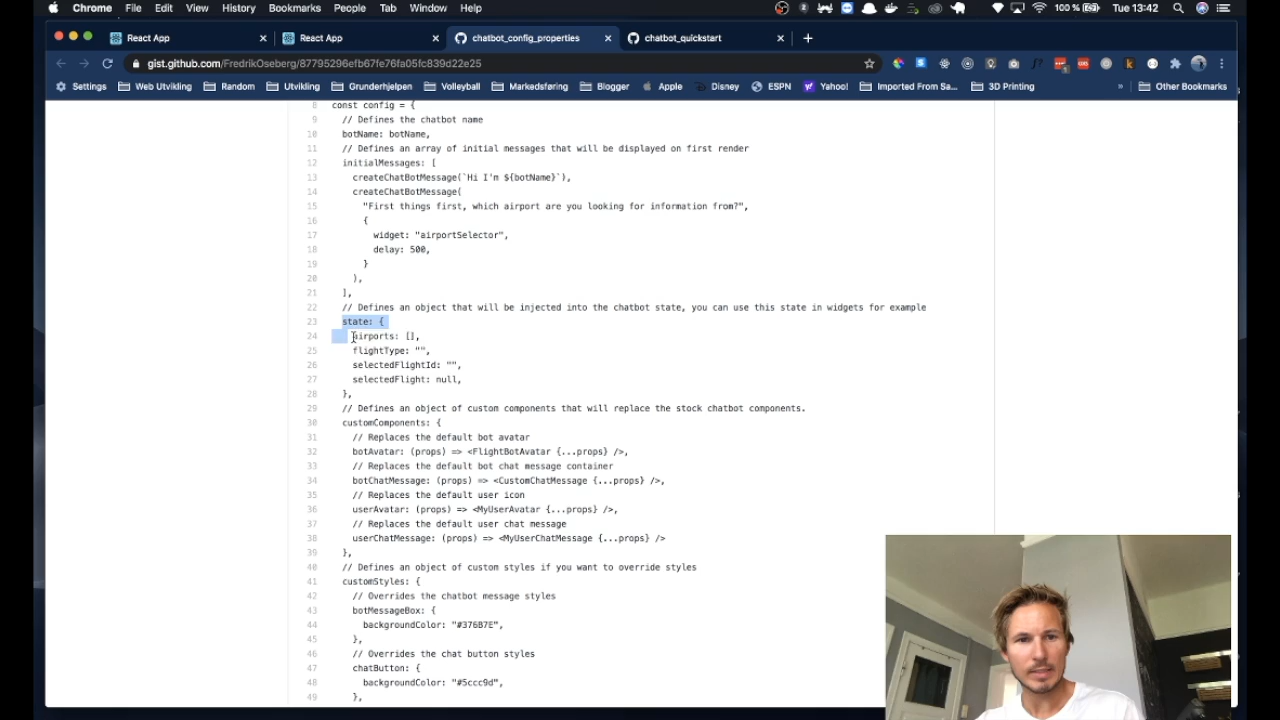 Chrome File Edit View History Bookmarks People Tab Window Help 100 % Tue 13:42
React App React App chatbot_config_properties chatbot_quickstart
gist.github.com/FredrikOseberg/87795296efb67fe76fa05fc839d22e25
Settings Web Utvikling Random Utvikling Grunderhjelpen Volleyball Markedsføring Blogger Apple Disney ESPN Yahoo! Imported From Sa... 3D Printing » Other Bookmarks
8 const config = {
9 // Defines the chatbot name
10 botName: botName,
11 // Defines an array of initial messages that will be displayed on first render
12 initialMessages: [
13 createChatBotMessage(`Hi I'm ${botName}`),
14 createChatBotMessage(
15 "First things first, which airport are you looking for information from?",
16 {
17 widget: "airportSelector",
18 delay: 500,
19 }
20 ),
21 ],
22 // Defines an object that will be injected into the chatbot state, you can use this state in widgets for example
23 state: {
24 airports: [],
25 flightType: "",
26 selectedFlightId: "",
27 selectedFlight: null,
28 },
29 // Defines an object of custom components that will replace the stock chatbot components.
30 customComponents: {
31 // Replaces the default bot avatar
32 botAvatar: (props) => <FlightBotAvatar {...props} />,
33 // Replaces the default bot chat message container
34 botChatMessage: (props) => <CustomChatMessage {...props} />,
35 // Replaces the default user icon
36 userAvatar: (props) => <MyUserAvatar {...props} />,
37 // Replaces the default user chat message
38 userChatMessage: (props) => <MyUserChatMessage {...props} />
39 },
40 // Defines an object of custom styles if you want to override styles
41 customStyles: {
42 // Overrides the chatbot message styles
43 botMessageBox: {
44 backgroundColor: "#376B7E",
45 },
46 // Overrides the chat button styles
47 chatButton: {
48 backgroundColor: "#5ccc9d",
49 },